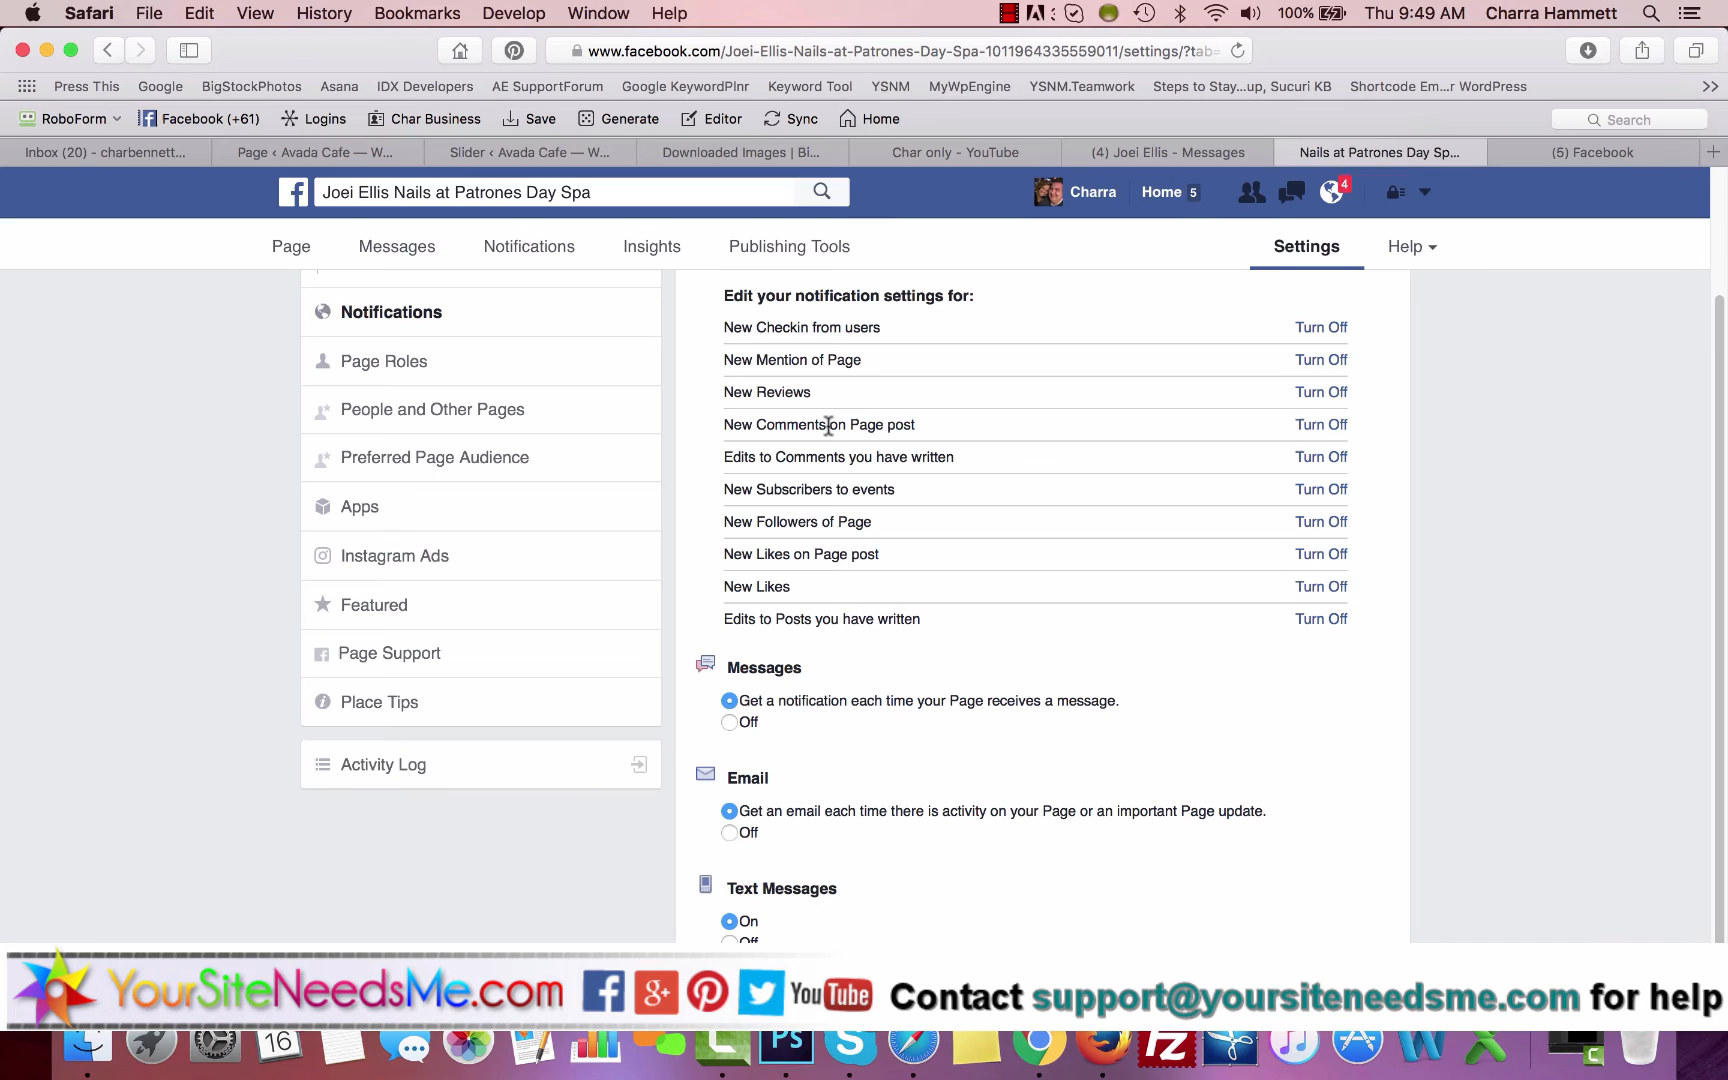 Safari File Edit View History Bookmarks Develop Window Help 100% Thu 9:49 AM Charra Hammett
www.facebook.com/Joei-Ellis-Nails-at-Patrones-Day-Spa-1011964335559011/settings/?tab=
Press This Google BigStockPhotos Asana IDX Developers AE SupportForum Google KeywordPlnr Keyword Tool YSNM MyWpEngine YSNM.Teamwork Steps to Stay...up, Sucuri KB Shortcode Em...r WordPress
RoboForm Facebook (+61) Logins Char Business Save Generate Editor Sync Home Search
Inbox (20) - charbennett... Page ‹ Avada Cafe — W... Slider ‹ Avada Cafe — W... Downloaded Images | Bi... Char only - YouTube (4) Joei Ellis - Messages Nails at Patrones Day Sp... (5) Facebook
Joei Ellis Nails at Patrones Day Spa Charra Home 5 4
Page Messages Notifications Insights Publishing Tools Settings Help
Notifications
Page Roles
People and Other Pages
Preferred Page Audience
Apps
Instagram Ads
Featured
Page Support
Place Tips
Activity Log
Edit your notification settings for:
New Checkin from users Turn Off
New Mention of Page Turn Off
New Reviews Turn Off
New Comments on Page post Turn Off
Edits to Comments you have written Turn Off
New Subscribers to events Turn Off
New Followers of Page Turn Off
New Likes on Page post Turn Off
New Likes Turn Off
Edits to Posts you have written Turn Off
Messages
Get a notification each time your Page receives a message.
Off
Email
Get an email each time there is activity on your Page or an important Page update.
Off
Text Messages
On
Off
YourSiteNeedsMe.com f g+ YouTube Contact support@yoursiteneedsme.com for help
16 Ps S FZ W X C